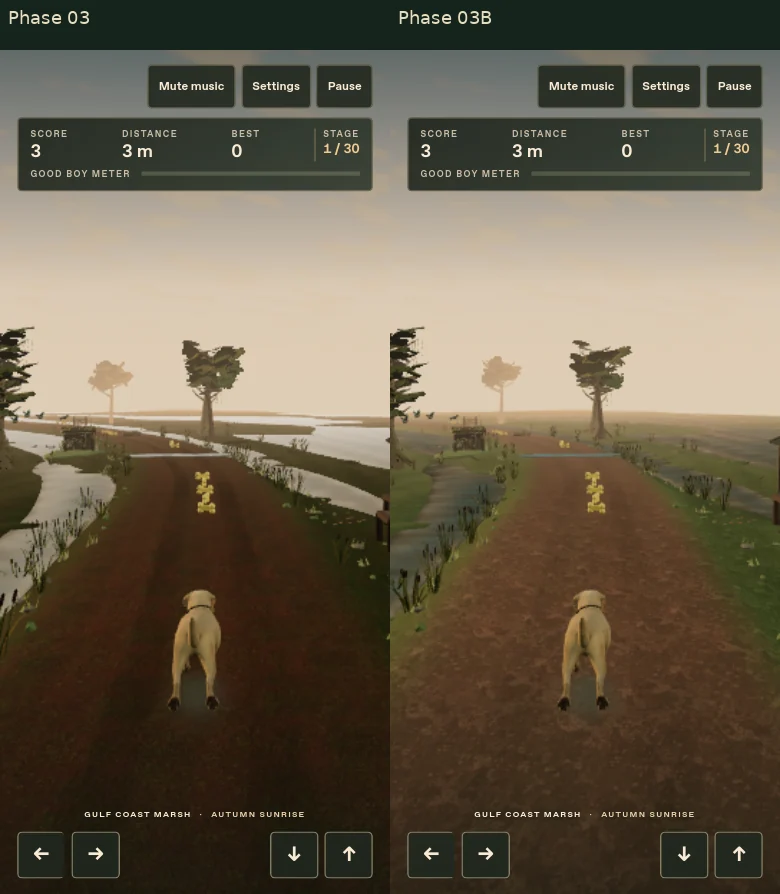 Phase 03
Mute music Settings Pause
SCORE DISTANCE BEST STAGE
3 3 m 0 1 / 30
GOOD BOY METER
GULF COAST MARSH · AUTUMN SUNRISE
← → ↓ ↑
Phase 03B
Mute music Settings Pause
SCORE DISTANCE BEST STAGE
3 3 m 0 1 / 30
GOOD BOY METER
GULF COAST MARSH · AUTUMN SUNRISE
← → ↓ ↑